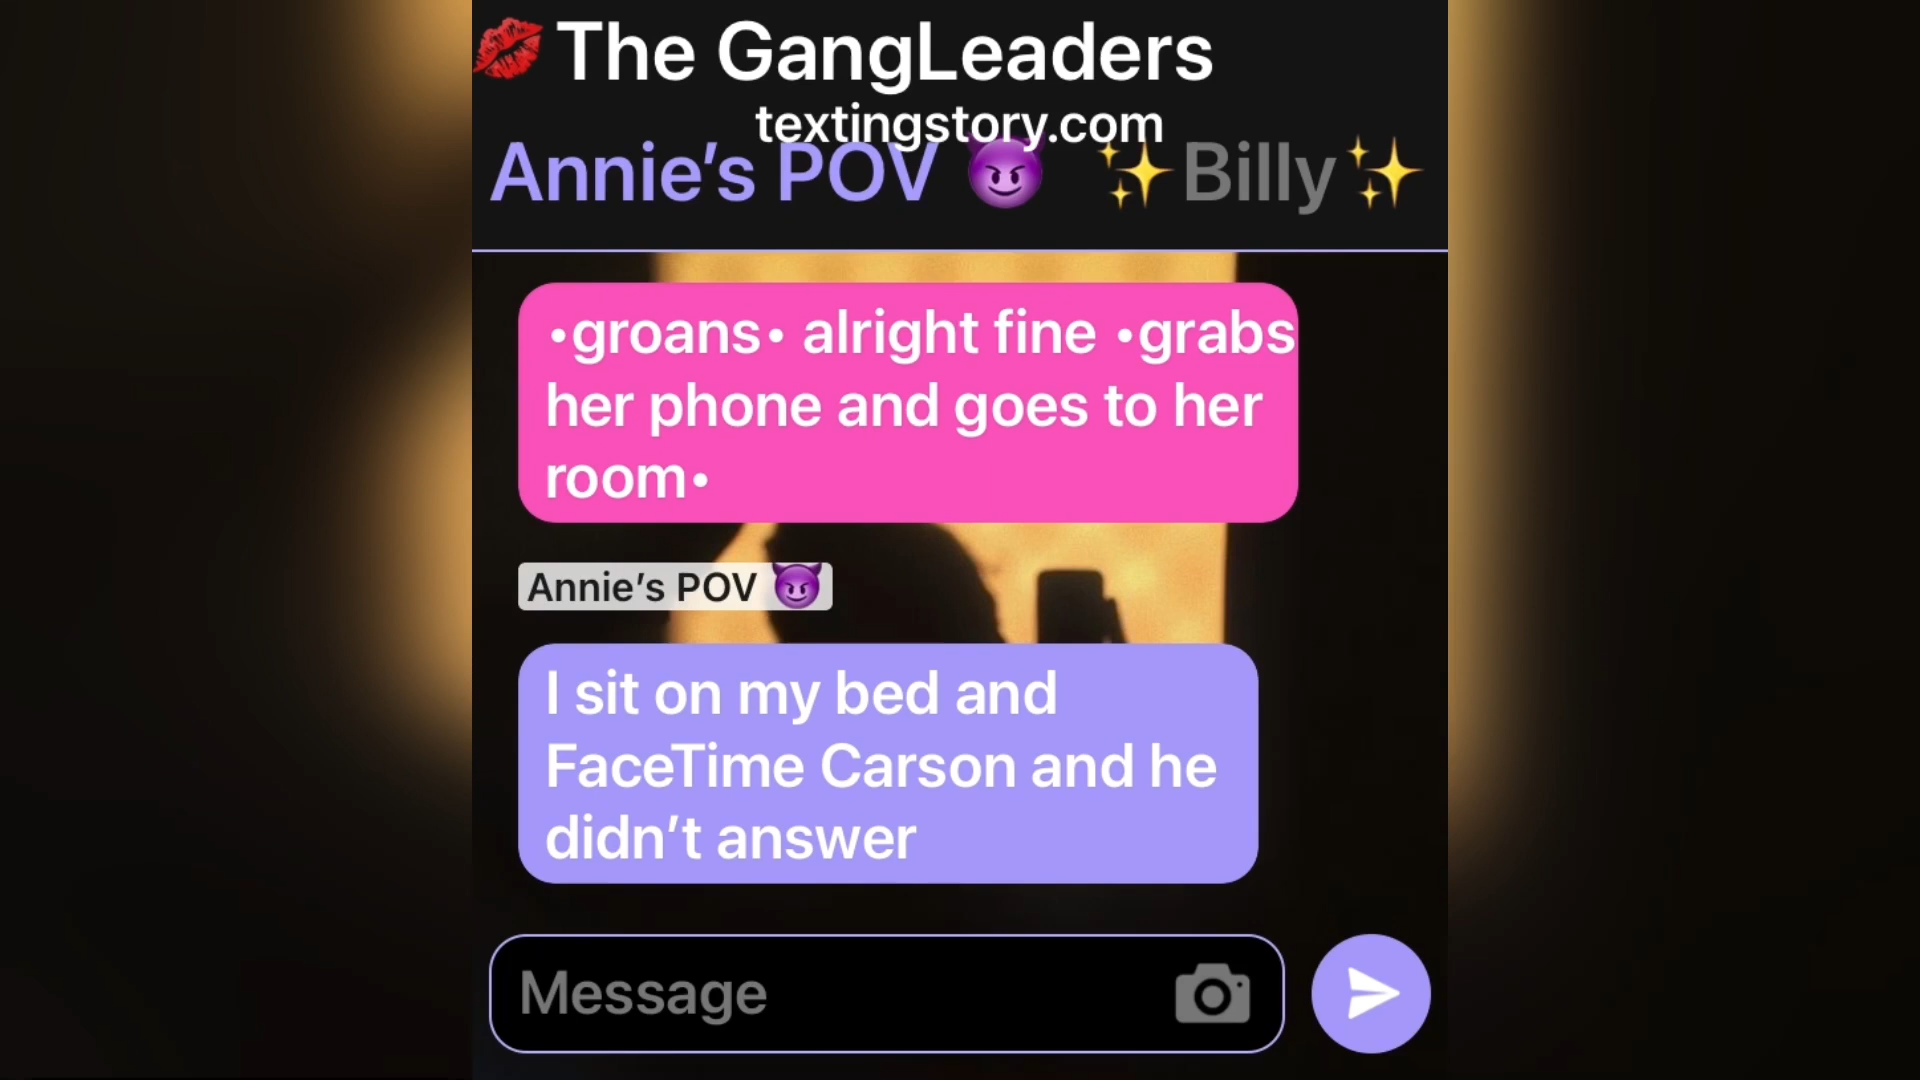 💋The GangLeaders
textingstory.com
Annie’s POV 😈 ✨Billy✨
•groans• alright fine •grabs
her phone and goes to her
room•
Annie’s POV 😈
I sit on my bed and
FaceTime Carson and he
didn’t answer
Message